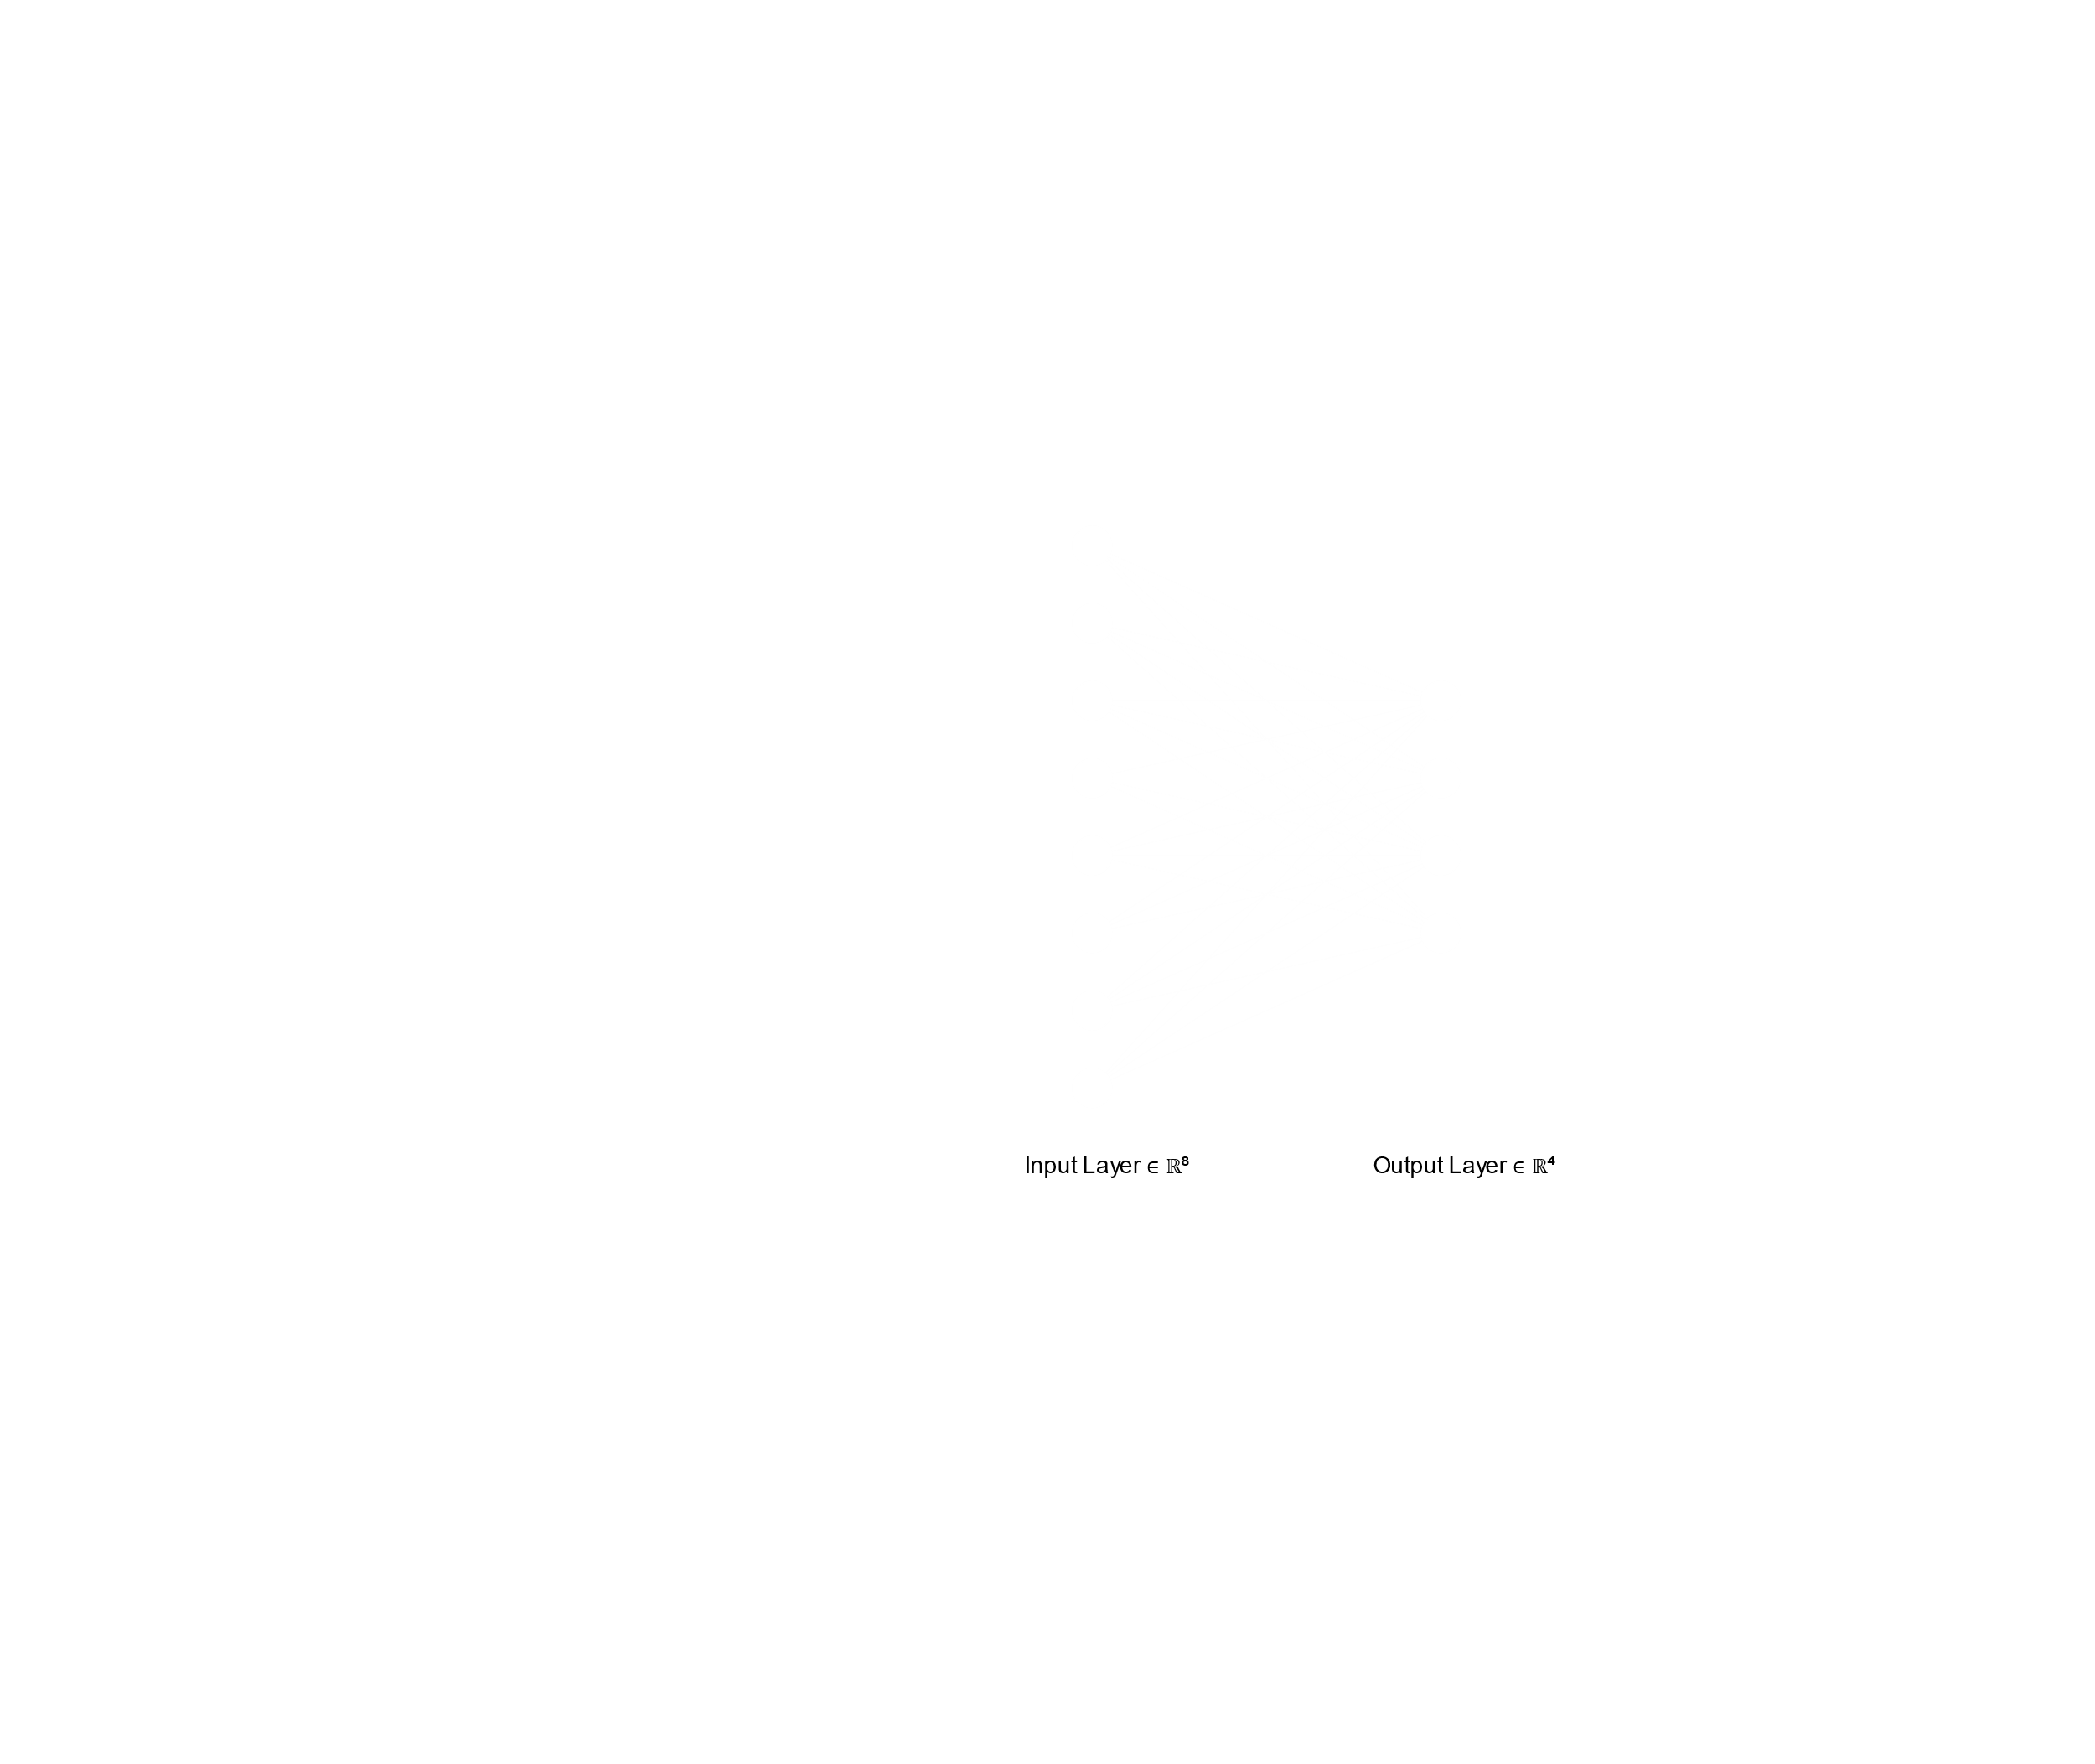 Input Layer ∈ ℝ⁸
Output Layer ∈ ℝ⁴